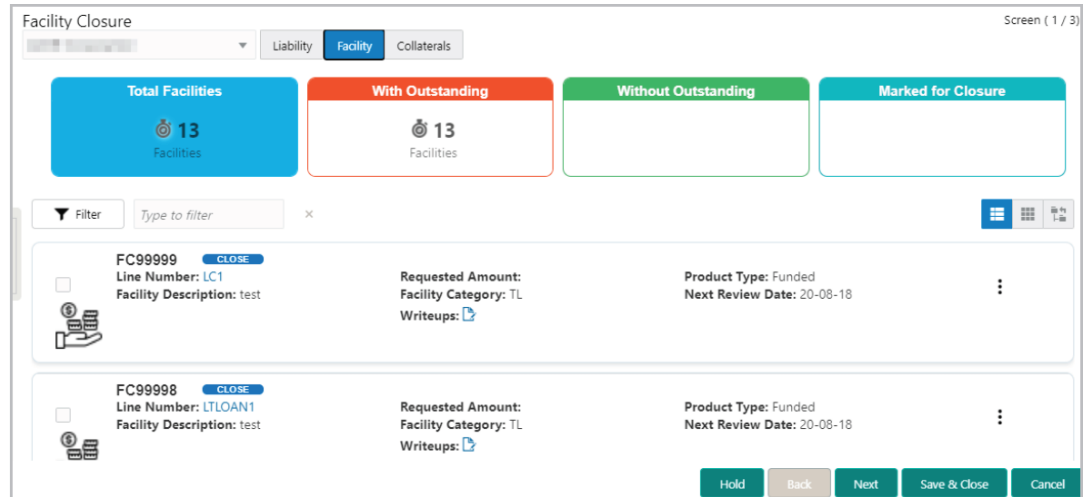 Facility Closure
Screen ( 1 / 3)
Liability Facility Collaterals
Total Facilities With Outstanding Without Outstanding Marked for Closure
13 13
Facilities Facilities
Filter Type to filter ×
FC99999 CLOSE
Line Number: LC1 Requested Amount: Product Type: Funded
Facility Description: test Facility Category: TL Next Review Date: 20-08-18
Writeups:
FC99998 CLOSE
Line Number: LTLOAN1 Requested Amount: Product Type: Funded
Facility Description: test Facility Category: TL Next Review Date: 20-08-18
Writeups:
Hold Back Next Save & Close Cancel